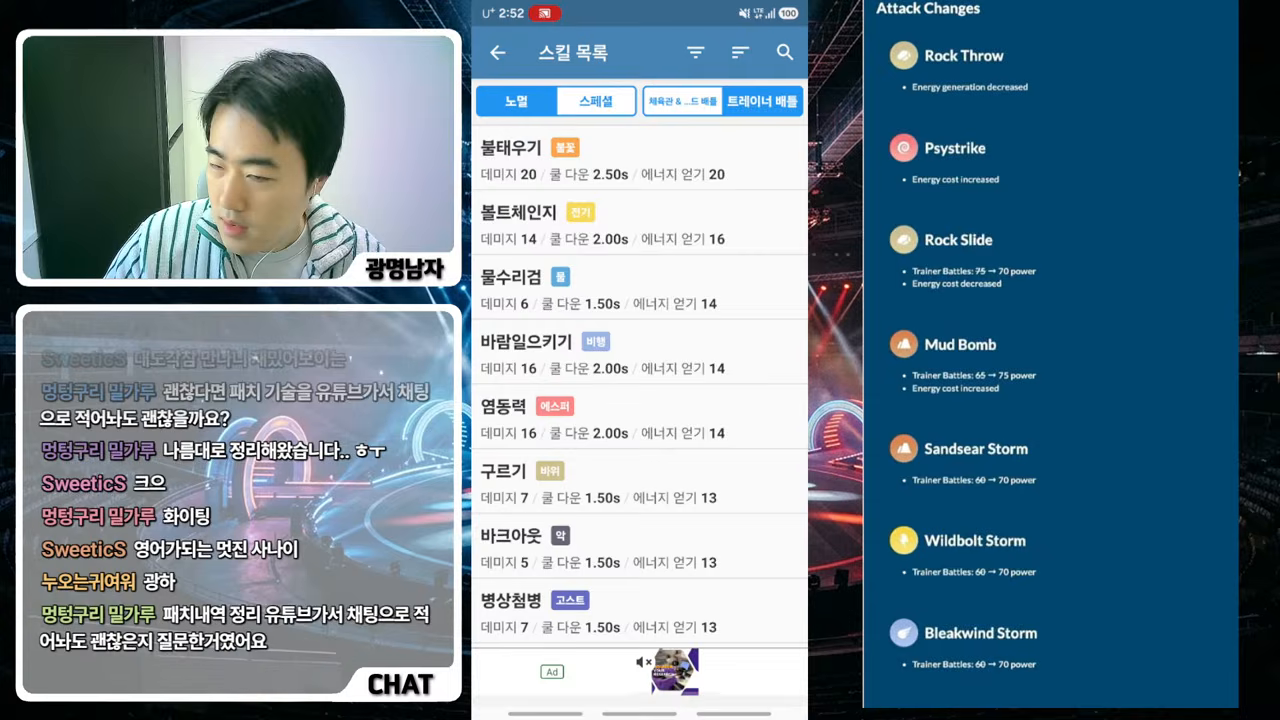 광명남자
SweeticS 대도각참 만나니 재밌어보이는
멍텅구리 밀가루 괜찮다면 패치 기술을 유튜브가서 채팅
으로 적어놔도 괜찮을까요?
멍텅구리 밀가루 나름대로 정리해왔습니다.. ㅎㅜ
SweeticS 크으
멍텅구리 밀가루 화이팅
SweeticS 영어가되는 멋진 사나이
누오는귀여워 광하
멍텅구리 밀가루 패치내역 정리 유튜브가서 채팅으로 적
어놔도 괜찮은지 질문한거였어요
CHAT
U+ 2:52 LTE 100
스킬 목록
노멀 스페셜 체육관 & ...드 배틀 트레이너 배틀
불태우기 불꽃
데미지 20 / 쿨 다운 2.50s / 에너지 얻기 20
볼트체인지 전기
데미지 14 / 쿨 다운 2.00s / 에너지 얻기 16
물수리검 물
데미지 6 / 쿨 다운 1.50s / 에너지 얻기 14
바람일으키기 비행
데미지 16 / 쿨 다운 2.00s / 에너지 얻기 14
염동력 에스퍼
데미지 16 / 쿨 다운 2.00s / 에너지 얻기 14
구르기 바위
데미지 7 / 쿨 다운 1.50s / 에너지 얻기 13
바크아웃 악
데미지 5 / 쿨 다운 1.50s / 에너지 얻기 13
병상첨병 고스트
데미지 7 / 쿨 다운 1.50s / 에너지 얻기 13
Ad
Attack Changes
Rock Throw
• Energy generation decreased
Psystrike
• Energy cost increased
Rock Slide
• Trainer Battles: 75 → 70 power
• Energy cost decreased
Mud Bomb
• Trainer Battles: 65 → 75 power
• Energy cost increased
Sandsear Storm
• Trainer Battles: 60 → 70 power
Wildbolt Storm
• Trainer Battles: 60 → 70 power
Bleakwind Storm
• Trainer Battles: 60 → 70 power